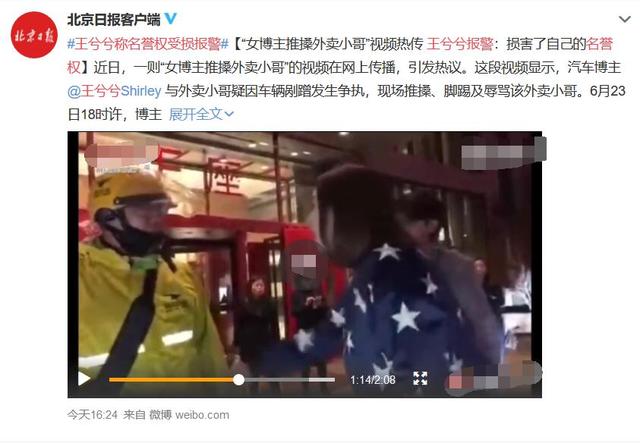 北京日报
北京日报客户端
#王兮兮称名誉权受损报警#【“女博主推搡外卖小哥”视频热传 王兮兮报警：损害了自己的名誉
权】近日，一则“女博主推搡外卖小哥”的视频在网上传播，引发热议。这段视频显示，汽车博主
@王兮兮Shirley 与外卖小哥疑因车辆剐蹭发生争执，现场推搡、脚踢及辱骂该外卖小哥。6月23
日18时许，博主 展开全文
座
1:14/2:08
今天16:24 来自 微博 weibo.com